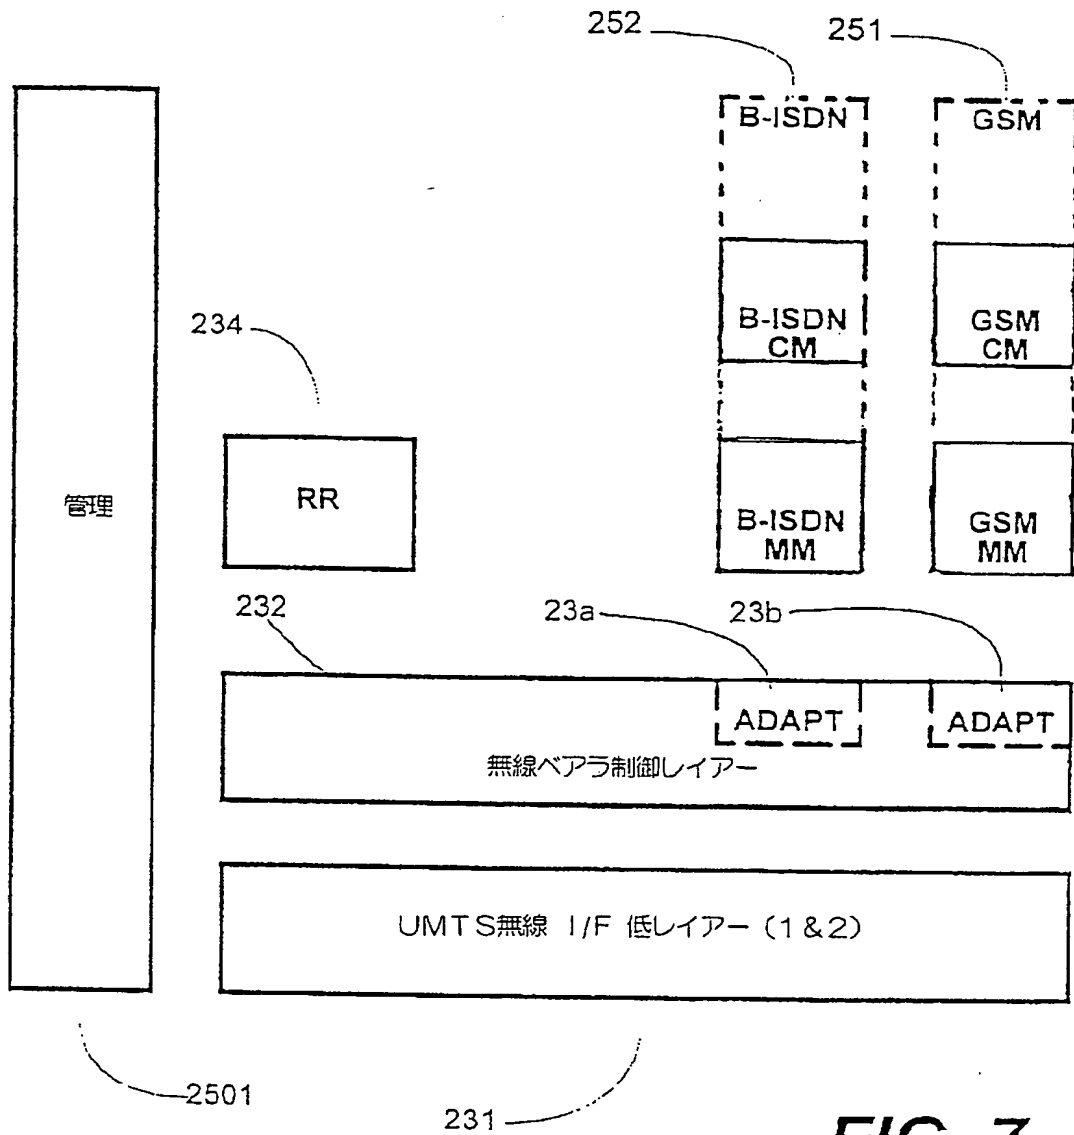 252
251
B-ISDN
GSM
B-ISDN
CM
GSM
CM
234
管理
RR
B-ISDN
MM
GSM
MM
232
23a
23b
ADAPT
ADAPT
無線ベアラ制御レイアー
UMTS無線 I/F 低レイアー (1&2)
2501
231